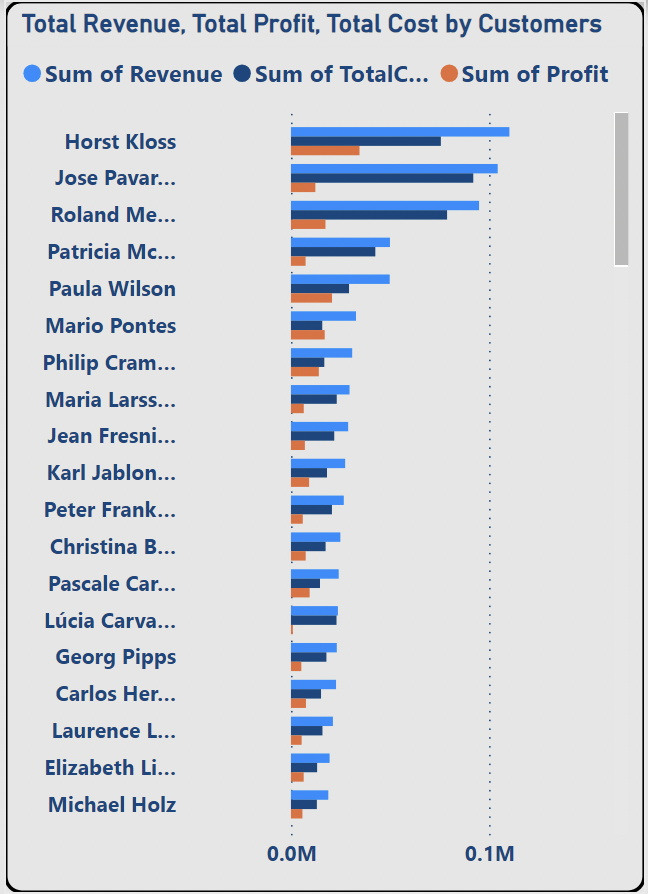 Total Revenue, Total Profit, Total Cost by Customers
Sum of Revenue Sum of TotalC... Sum of Profit
Horst Kloss
Jose Pavar...
Roland Me...
Patricia Mc...
Paula Wilson
Mario Pontes
Philip Cram...
Maria Larss...
Jean Fresni...
Karl Jablon...
Peter Frank...
Christina B...
Pascale Car...
Lúcia Carva...
Georg Pipps
Carlos Her...
Laurence L...
Elizabeth Li...
Michael Holz
0.0M 0.1M